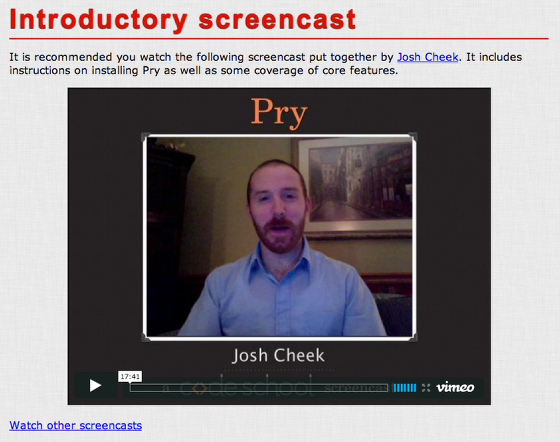 Introductory screencast
It is recommended you watch the following screencast put together by Josh Cheek. It includes
instructions on installing Pry as well as some coverage of core features.
Pry
Josh Cheek
17:41
a code school screencast
vimeo
Watch other screencasts